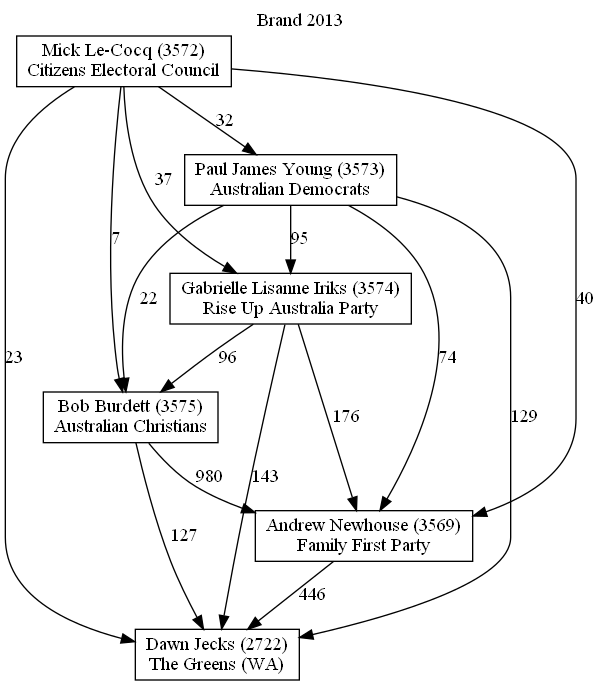 Brand 2013
Mick Le-Cocq (3572)
Citizens Electoral Council
32
Paul James Young (3573)
Australian Democrats
37
7
95
22
Gabrielle Lisanne Iriks (3574)
Rise Up Australia Party
40
23
96
74
Bob Burdett (3575)
Australian Christians
176
129
980
143
Andrew Newhouse (3569)
Family First Party
127
446
Dawn Jecks (2722)
The Greens (WA)